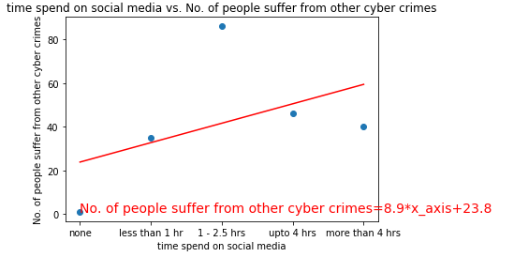 time spend on social media vs. No. of people suffer from other cyber crimes
No. of people suffer from other cyber crimes
80
60
40
20
0
No. of people suffer from other cyber crimes=8.9*x_axis+23.8
none
less than 1 hr
1 - 2.5 hrs
upto 4 hrs
more than 4 hrs
time spend on social media